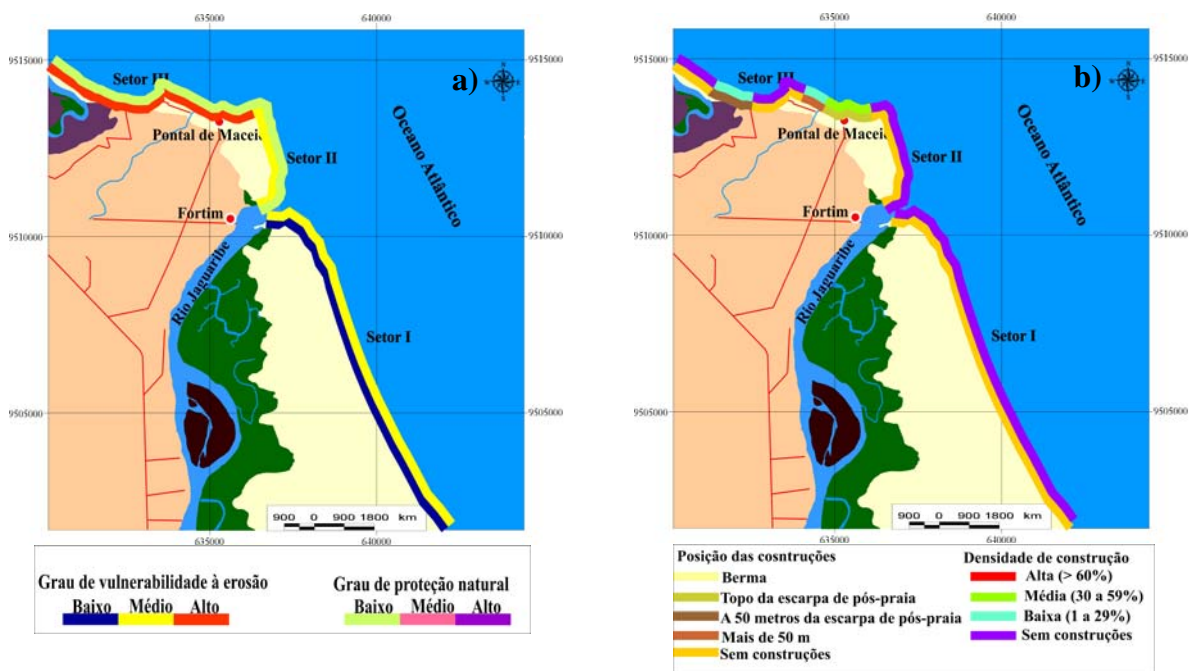 635000
640000
9515000
9515000
Setor III
a)
Pontal de Maceió
Oceano Atlântico
Setor II
Fortim
9510000
9510000
Rio Jaguaribe
Setor I
9505000
9505000
900 0 900 1800 km
635000
640000
Grau de vulnerabilidade à erosão
Baixo Médio Alto
Grau de proteção natural
Baixo Médio Alto
635000
640000
9515000
9515000
Setor III
b)
Pontal de Maceió
Oceano Atlântico
Setor II
Fortim
9510000
9510000
Rio Jaguaribe
Setor I
9505000
9505000
900 0 900 1800 km
635000
640000
Posição das cosntruções
Berma
Topo da escarpa de pós-praia
A 50 metros da escarpa de pós-praia
Mais de 50 m
Sem construções
Densidade de construção
Alta (> 60%)
Média (30 a 59%)
Baixa (1 a 29%)
Sem construções